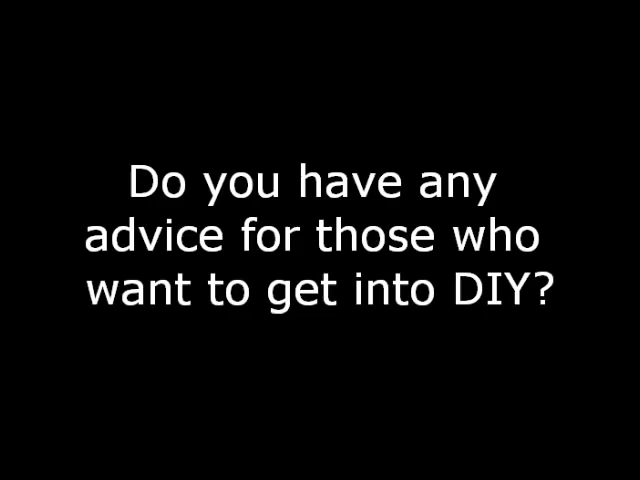 Do you have any
advice for those who
want to get into DIY?